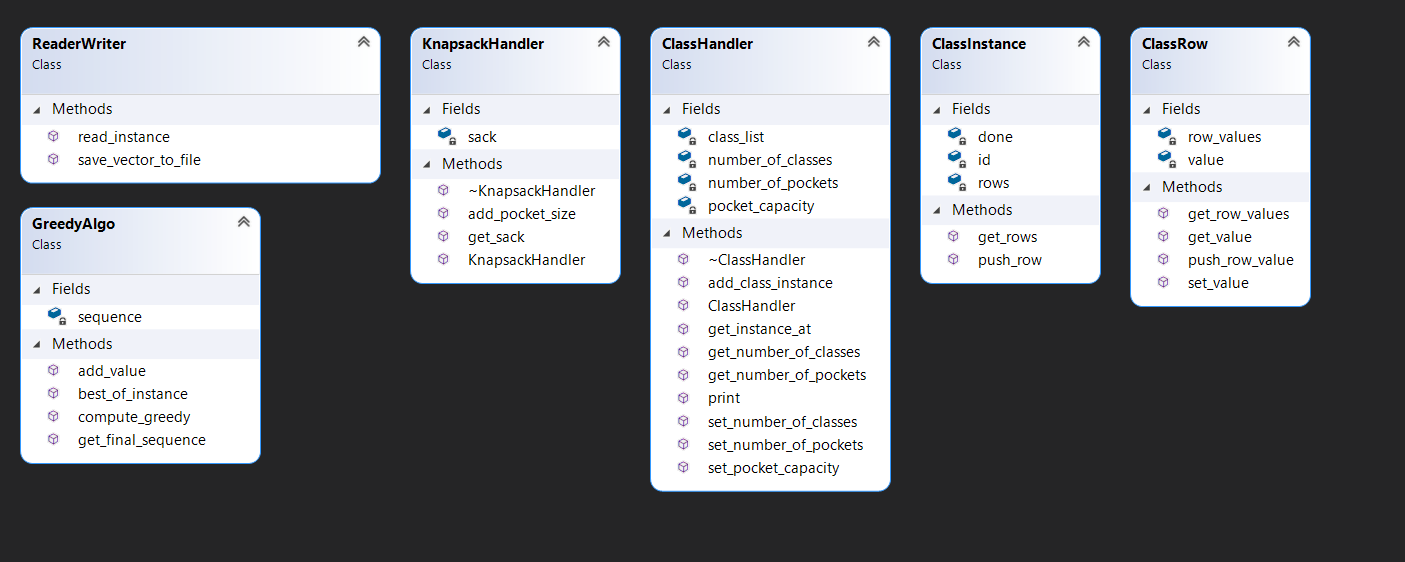 ReaderWriter
Class
Methods
read_instance
save_vector_to_file
GreedyAlgo
Class
Fields
sequence
Methods
add_value
best_of_instance
compute_greedy
get_final_sequence
KnapsackHandler
Class
Fields
sack
Methods
~KnapsackHandler
add_pocket_size
get_sack
KnapsackHandler
ClassHandler
Class
Fields
class_list
number_of_classes
number_of_pockets
pocket_capacity
Methods
~ClassHandler
add_class_instance
ClassHandler
get_instance_at
get_number_of_classes
get_number_of_pockets
print
set_number_of_classes
set_number_of_pockets
set_pocket_capacity
ClassInstance
Class
Fields
done
id
rows
Methods
get_rows
push_row
ClassRow
Class
Fields
row_values
value
Methods
get_row_values
get_value
push_row_value
set_value